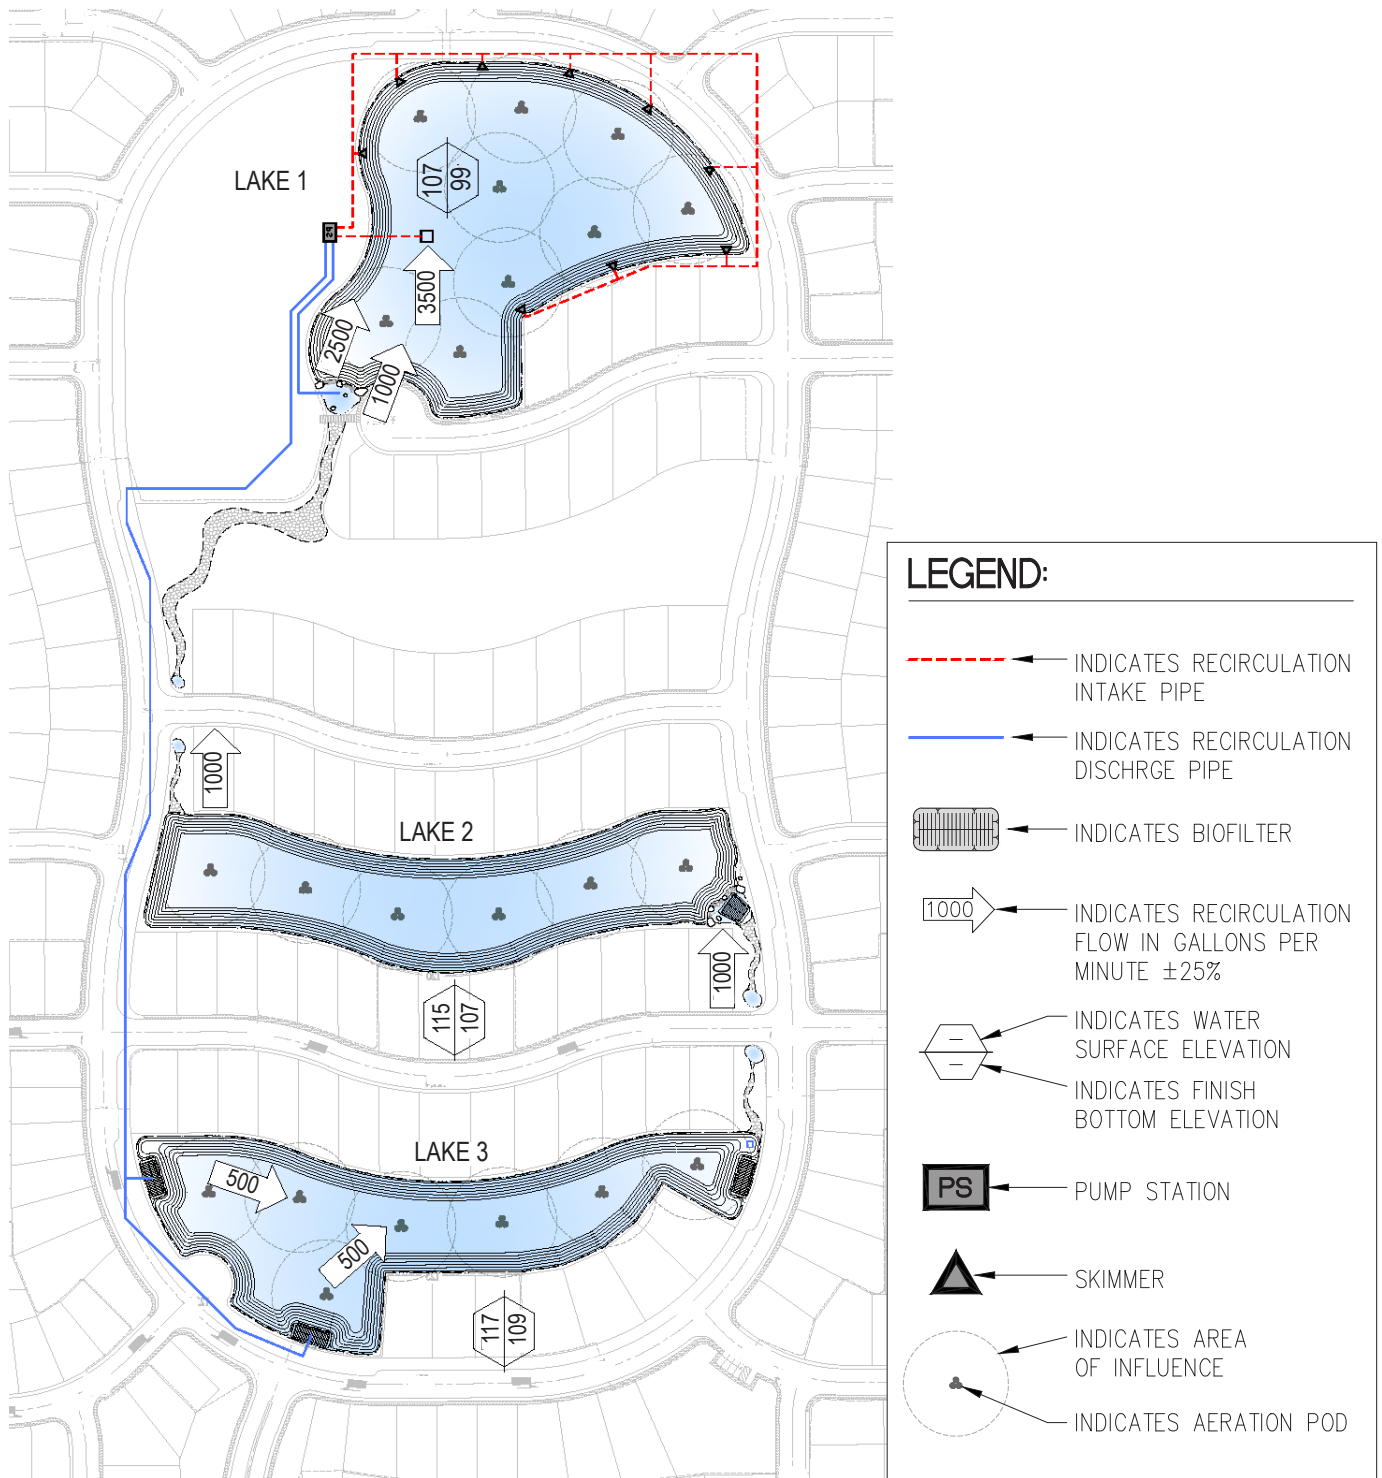 LAKE 1
107
99
3500
2500
1000
1000
LAKE 2
1000
115
107
LAKE 3
500
500
117
109
LEGEND:
INDICATES RECIRCULATION
INTAKE PIPE
INDICATES RECIRCULATION
DISCHRGE PIPE
INDICATES BIOFILTER
1000
INDICATES RECIRCULATION
FLOW IN GALLONS PER
MINUTE ±25%
INDICATES WATER
SURFACE ELEVATION
INDICATES FINISH
BOTTOM ELEVATION
PS
PUMP STATION
SKIMMER
INDICATES AREA
OF INFLUENCE
INDICATES AERATION POD